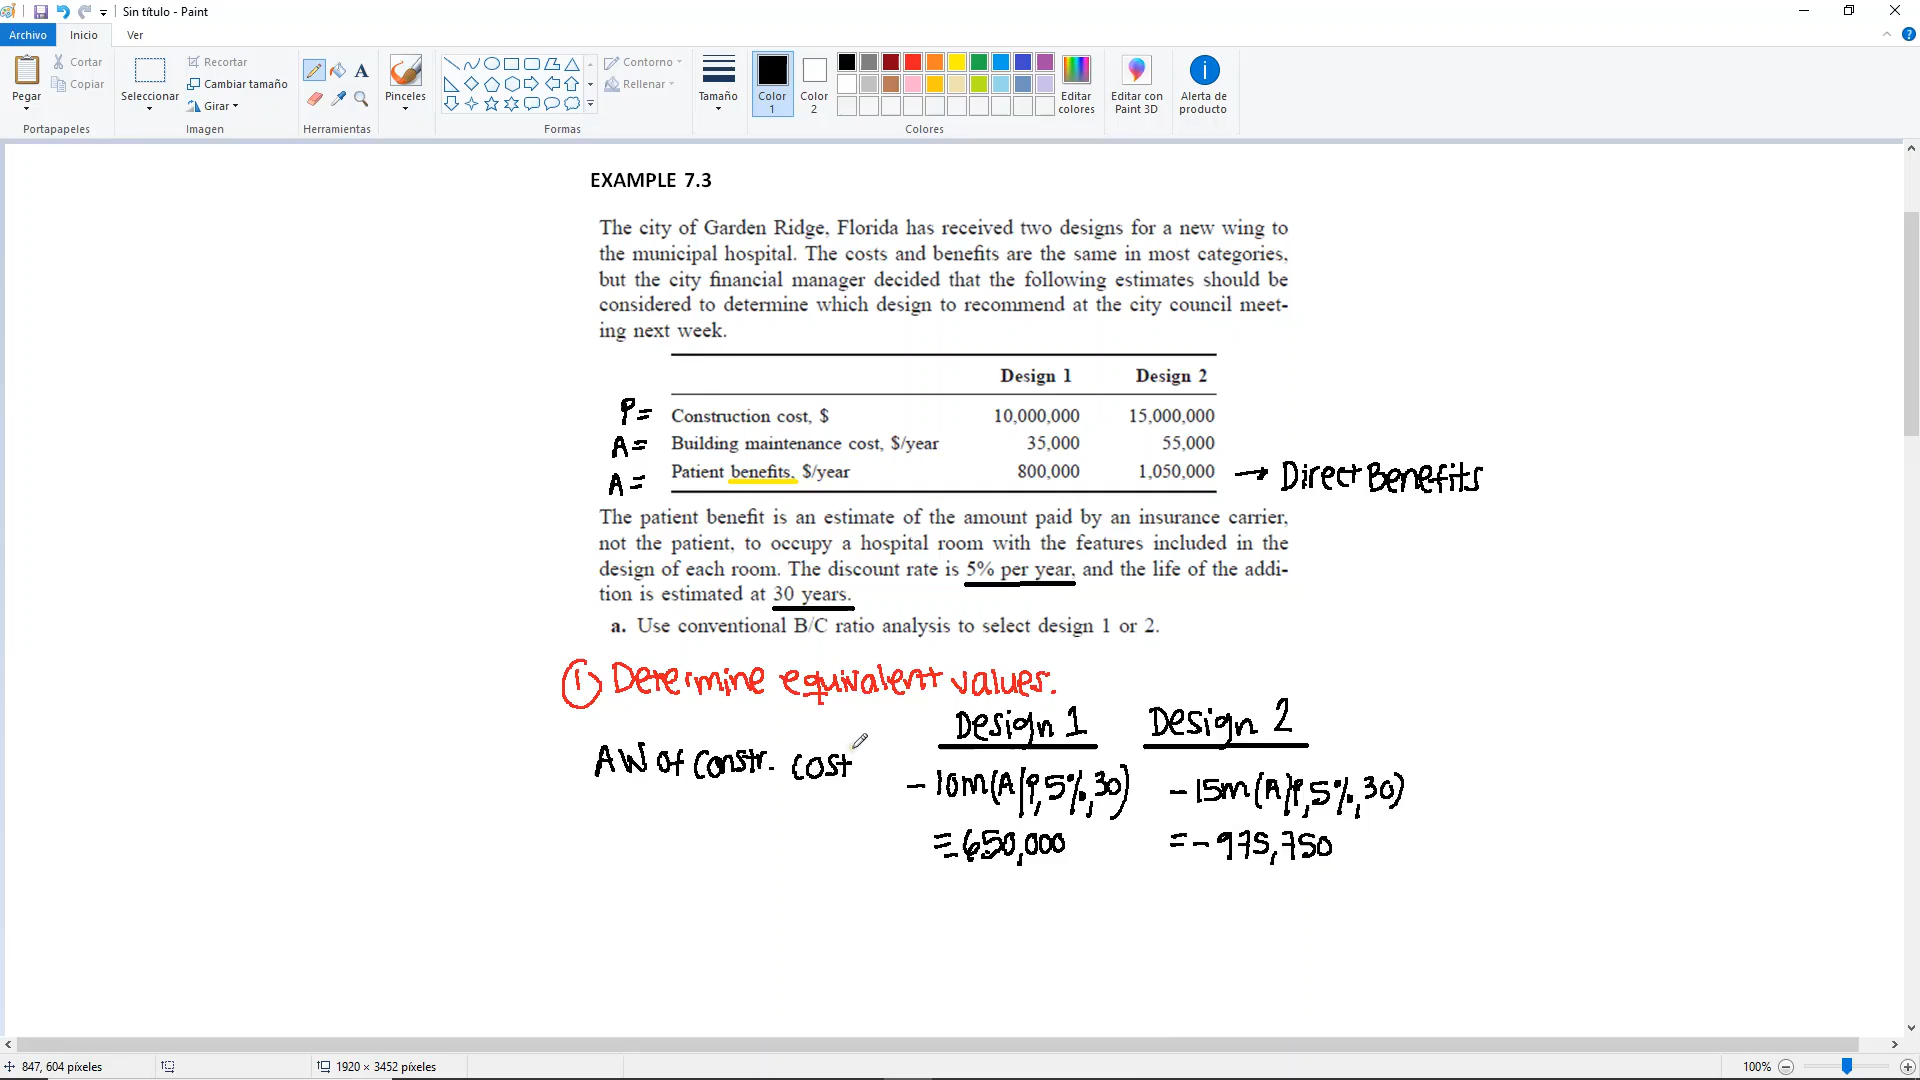 Sin título - Paint
Archivo Inicio Ver
Pegar
Cortar
Copiar
Portapapeles
Seleccionar
Recortar
Cambiar tamaño
Girar
Imagen
Herramientas
Pinceles
Contorno
Rellenar
Formas
Tamaño
Color 1
Color 2
Editar colores
Colores
Editar con Paint 3D
Alerta de producto
EXAMPLE 7.3
The city of Garden Ridge, Florida has received two designs for a new wing to
the municipal hospital. The costs and benefits are the same in most categories,
but the city financial manager decided that the following estimates should be
considered to determine which design to recommend at the city council meet-
ing next week.
Design 1 Design 2
P= Construction cost, $ 10,000,000 15,000,000
A= Building maintenance cost, $/year 35,000 55,000
A= Patient benefits, $/year 800,000 1,050,000 → Direct Benefits
The patient benefit is an estimate of the amount paid by an insurance carrier,
not the patient, to occupy a hospital room with the features included in the
design of each room. The discount rate is 5% per year, and the life of the addi-
tion is estimated at 30 years.
a. Use conventional B/C ratio analysis to select design 1 or 2.
① Determine equivalent values.
Design 1 Design 2
AW of constr. cost -10m(A/P,5%,30) -15m(A/P,5%,30)
=-650,000 =-975,750
847, 604 píxeles
1920 × 3452 píxeles
100%